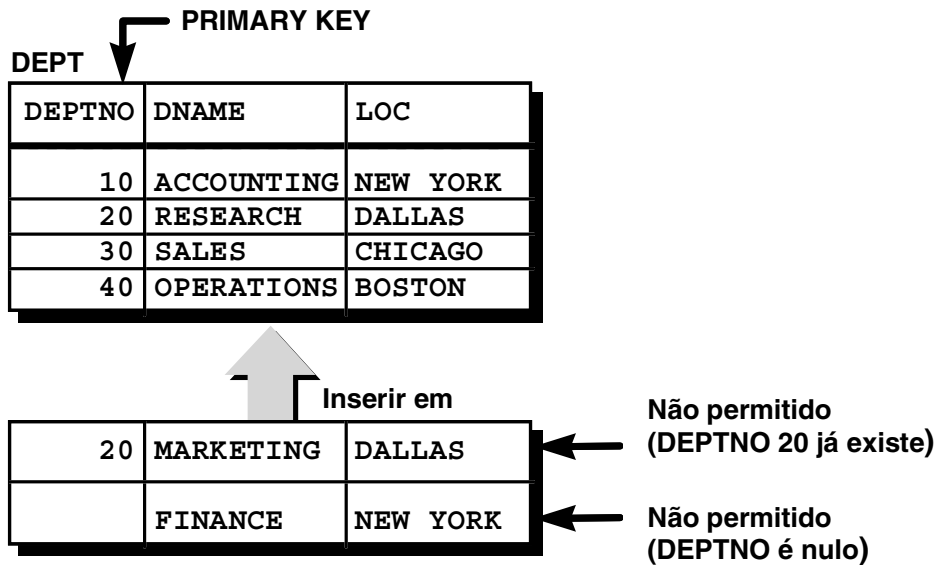 PRIMARY KEY
DEPT
DEPTNO DNAME LOC
10 ACCOUNTING NEW YORK
20 RESEARCH DALLAS
30 SALES CHICAGO
40 OPERATIONS BOSTON
Inserir em
20 MARKETING DALLAS
Não permitido
(DEPTNO 20 já existe)
FINANCE NEW YORK
Não permitido
(DEPTNO é nulo)